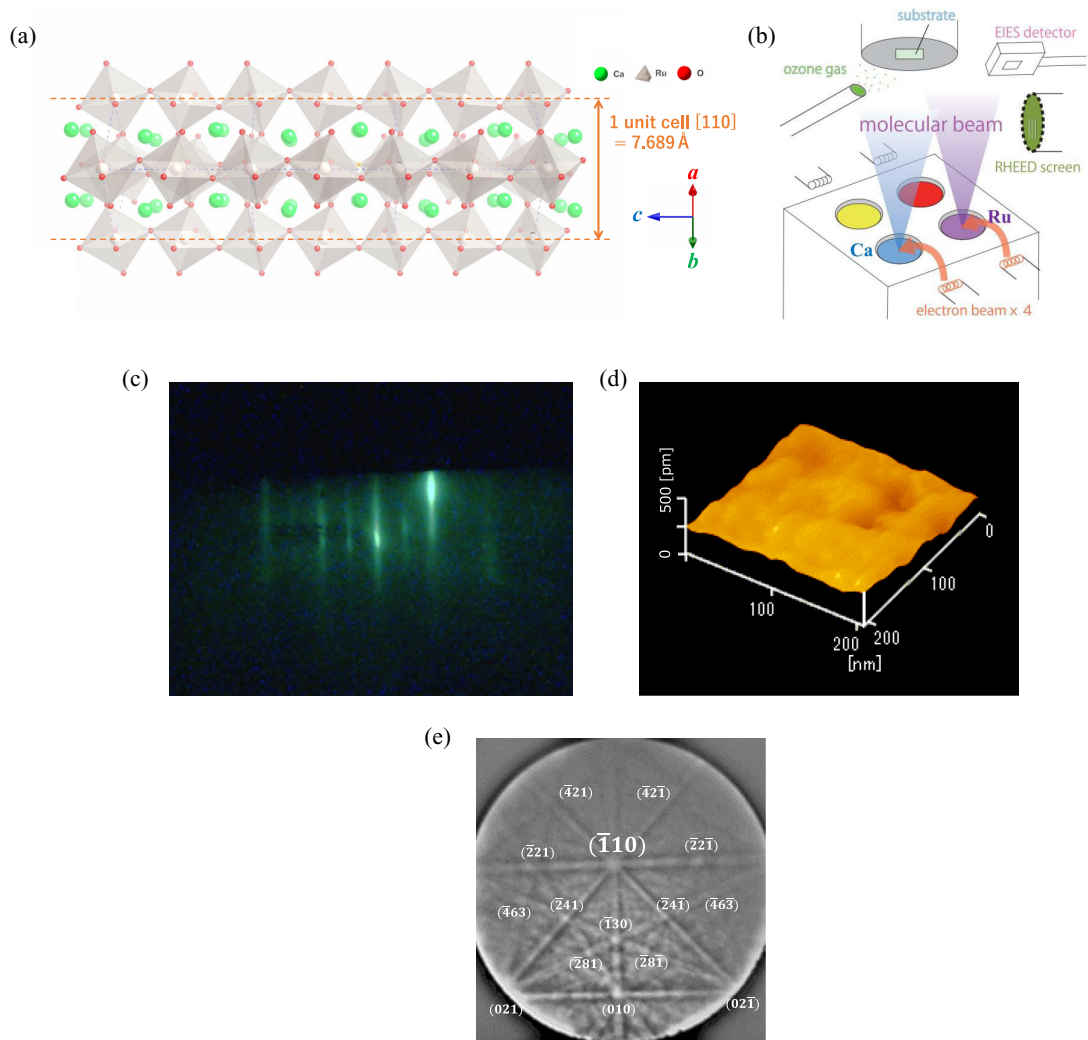 (a)
Ca
Ru
O
1 unit cell [110]
= 7.689 Å
a
c
b
(b)
substrate
EIES detector
ozone gas
molecular beam
RHEED screen
Ru
Ca
electron beam x 4
(c)
(d)
500 [pm]
0
0
100
100
200
200
[nm]
(e)
(4̅21)
(4̅21̅)
(1̅10)
(2̅21)
(2̅21̅)
(2̅41)
(2̅41̅)
(4̅63)
(4̅63̅)
(1̅30)
(2̅81)
(2̅81̅)
(021)
(010)
(021̅)